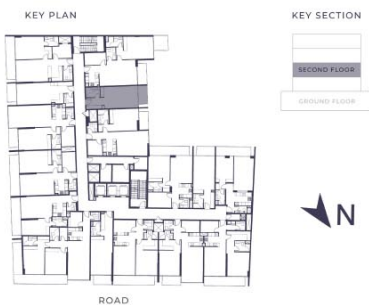 KEY PLAN
KEY SECTION
SECOND FLOOR
GROUND FLOOR
N
ROAD